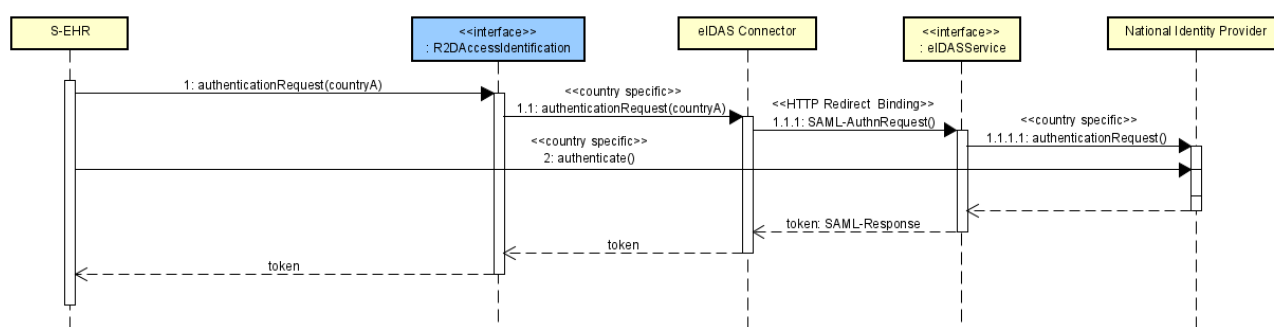 S-EHR
<<interface>>
: R2DAccessIdentification
eIDAS Connector
<<interface>>
: eIDASService
National Identity Provider
1: authenticationRequest(countryA)
<<country specific>>
1.1: authenticationRequest(countryA)
<<HTTP Redirect Binding>>
1.1.1: SAML-AuthnRequest()
<<country specific>>
1.1.1.1: authenticationRequest()
<<country specific>>
2: authenticate()
token: SAML-Response
token
token